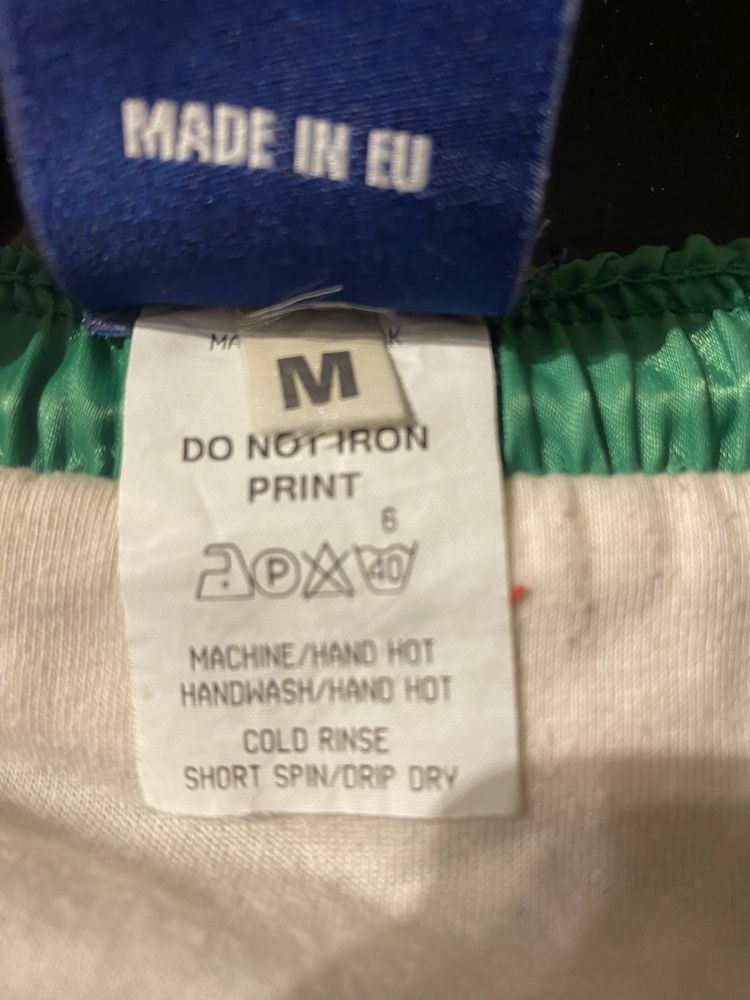 MADE IN EU
M
DO NOT IRON
PRINT
6
P 40
MACHINE/HAND HOT
HANDWASH/HAND HOT
COLD RINSE
SHORT SPIN/DRIP DRY